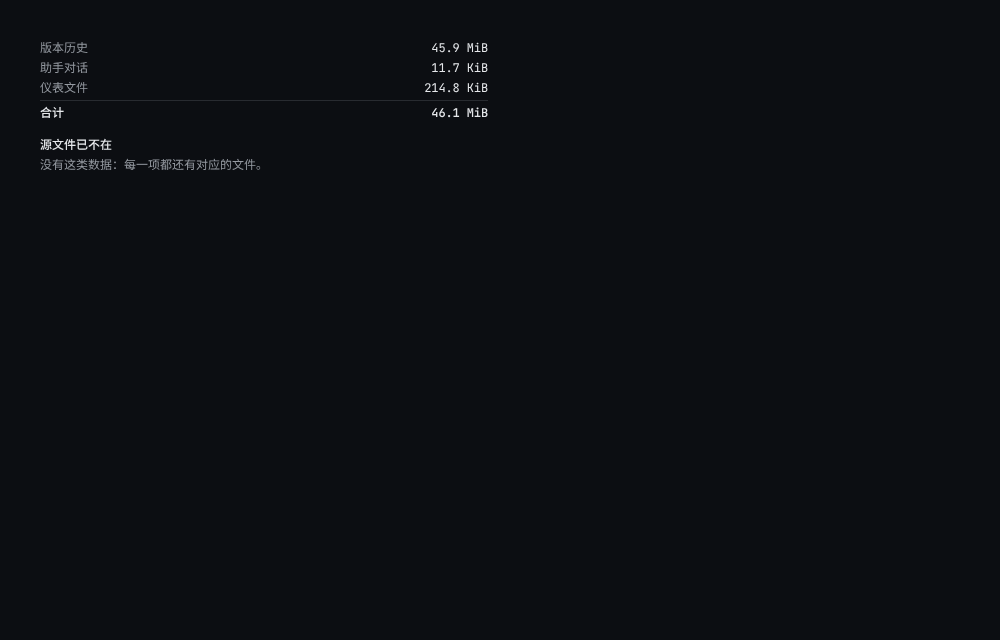 版本历史 45.9 MiB
助手对话 11.7 KiB
仪表文件 214.8 KiB
合计 46.1 MiB
源文件已不在
没有这类数据：每一项都还有对应的文件。